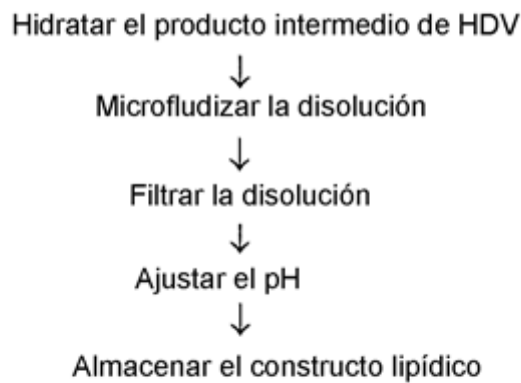 Hidratar el producto intermedio de HDV
Microfludizar la disolución
Filtrar la disolución
Ajustar el pH
Almacenar el constructo lipídico